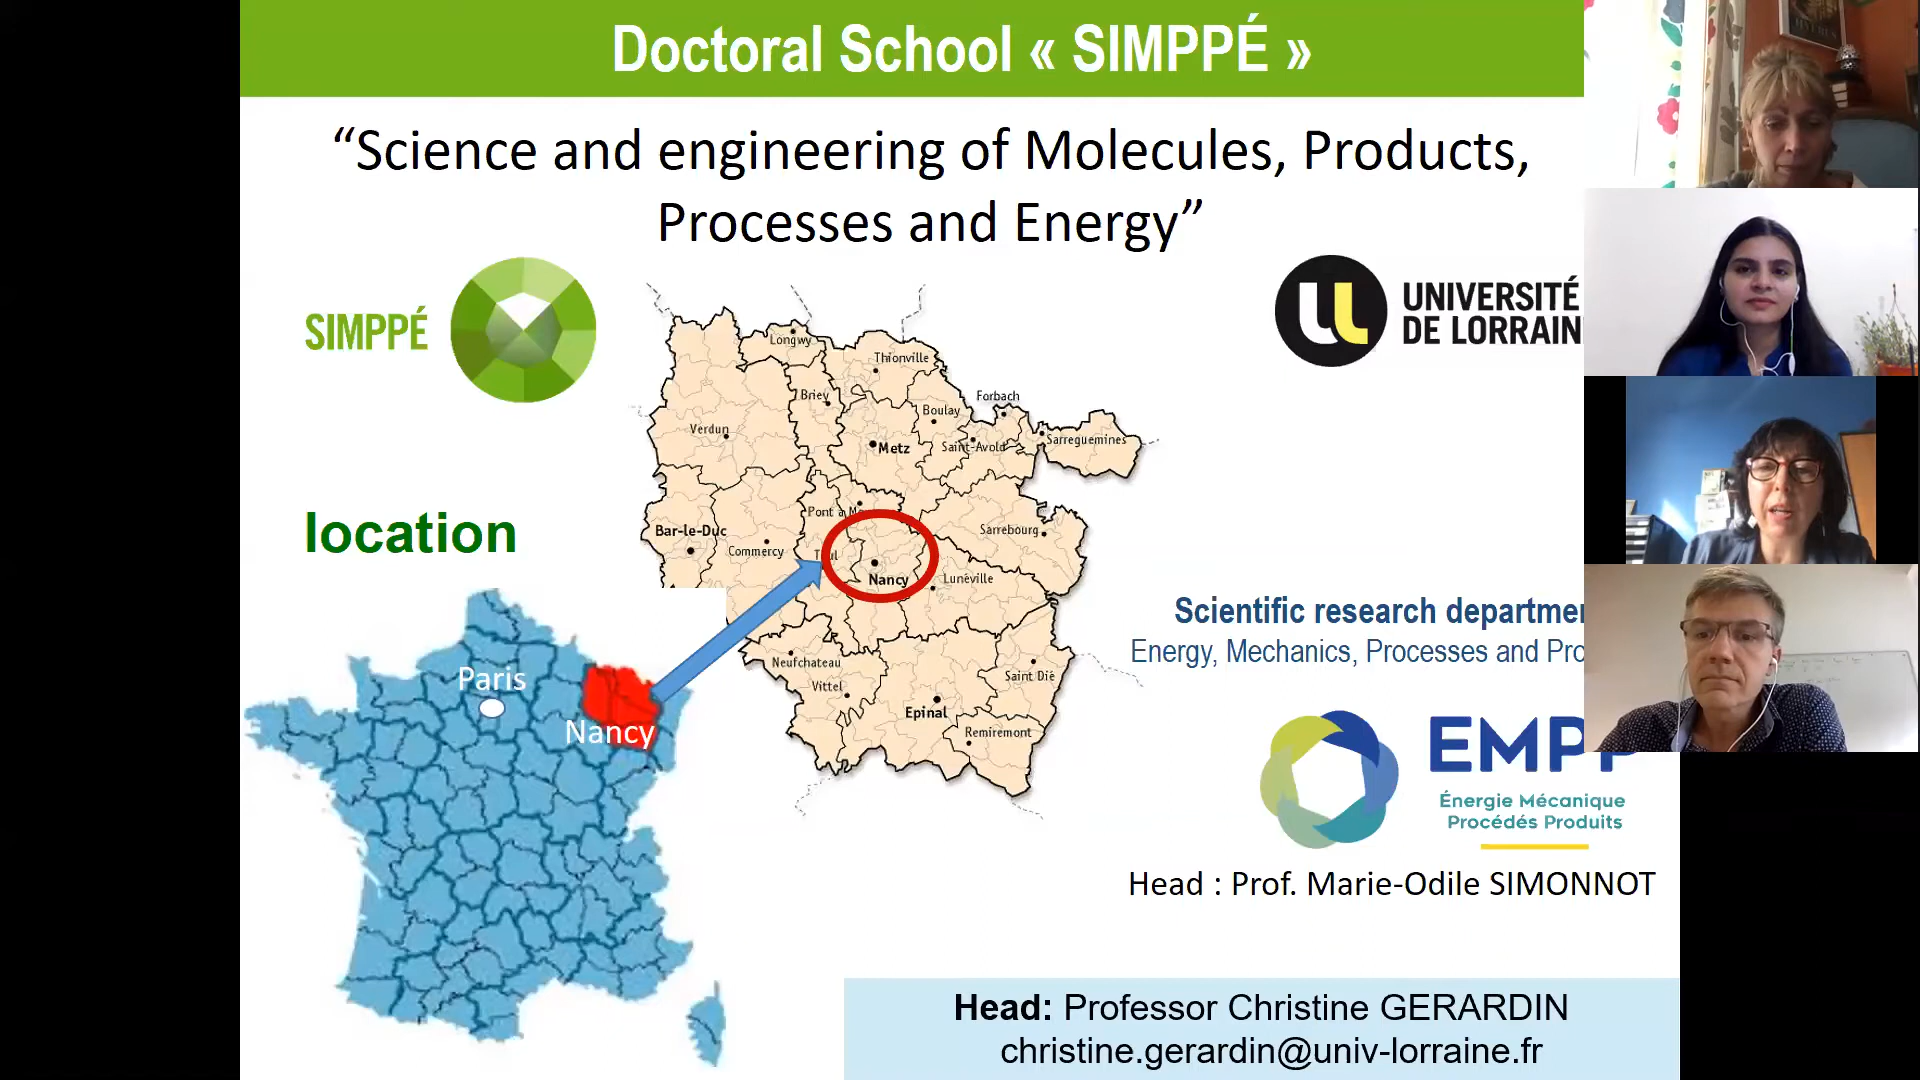 Doctoral School « SIMPPÉ »
“Science and engineering of Molecules, Products,
Processes and Energy”
SIMPPÉ
UNIVERSITÉ
DE LORRAIN
Longwy
Thionville
Briey
Forbach
Boulay
Verdun
Metz
Saint-Avold
Sarreguemines
Pont à
Bar-le-Duc
Sarrebourg
location
Commercy
Nancy
Lunéville
Scientific research departme
Energy, Mechanics, Processes and Pro
Neufchateau
Saint Dié
Paris
Vittel
Epinal
Nancy
Remiremont
EMPP
Énergie Mécanique
Procédés Produits
Head : Prof. Marie-Odile SIMONNOT
Head: Professor Christine GERARDIN
christine.gerardin@univ-lorraine.fr